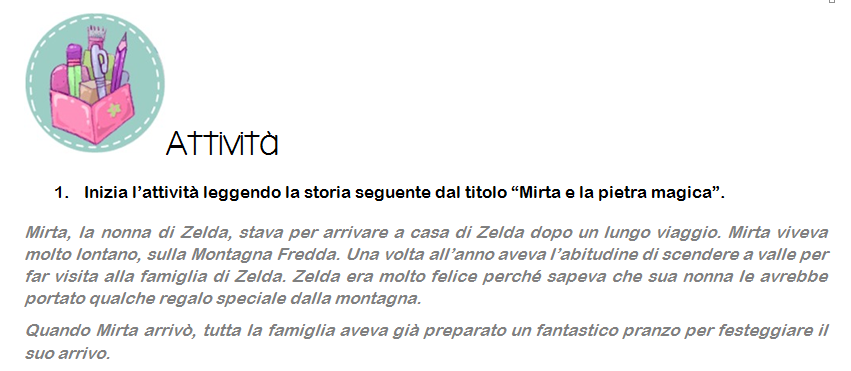 Attività
1. Inizia l'attività leggendo la storia seguente dal titolo “Mirta e la pietra magica”.
Mirta, la nonna di Zelda, stava per arrivare a casa di Zelda dopo un lungo viaggio. Mirta viveva
molto lontano, sulla Montagna Fredda. Una volta all'anno aveva l'abitudine di scendere a valle per
far visita alla famiglia di Zelda. Zelda era molto felice perché sapeva che sua nonna le avrebbe
portato qualche regalo speciale dalla montagna.
Quando Mirta arrivò, tutta la famiglia aveva già preparato un fantastico pranzo per festeggiare il
suo arrivo.